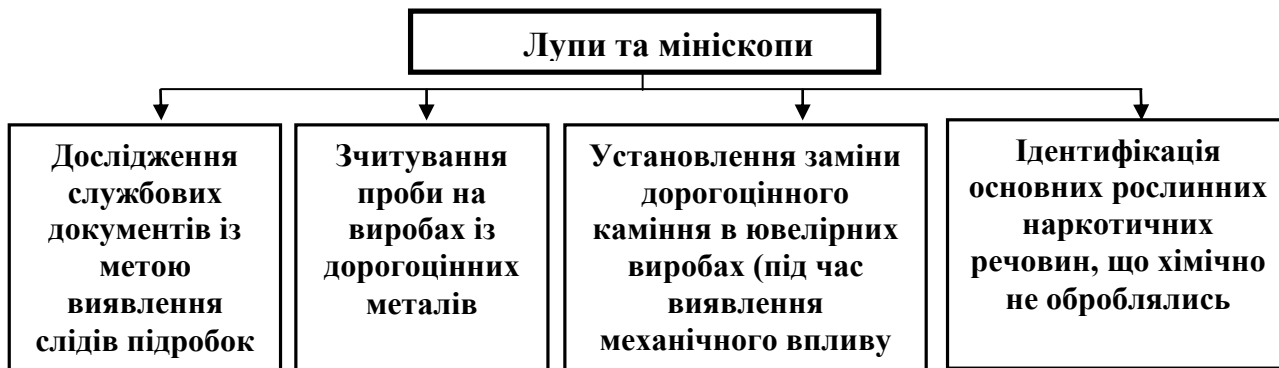 Лупи та мініскопи
Дослідження
службових
документів із
метою
виявлення
слідів підробок
Зчитування
проби на
виробах із
дорогоцінних
металів
Установлення заміни
дорогоцінного
каміння в ювелірних
виробах (під час
виявлення
механічного впливу
Ідентифікація
основних рослинних
наркотичних
речовин, що хімічно
не оброблялись